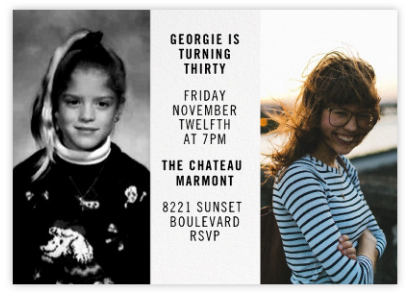 GEORGIE IS
TURNING
THIRTY
FRIDAY
NOVEMBER
TWELFTH
AT 7PM
THE CHATEAU
MARMONT
8221 SUNSET
BOULEVARD
RSVP